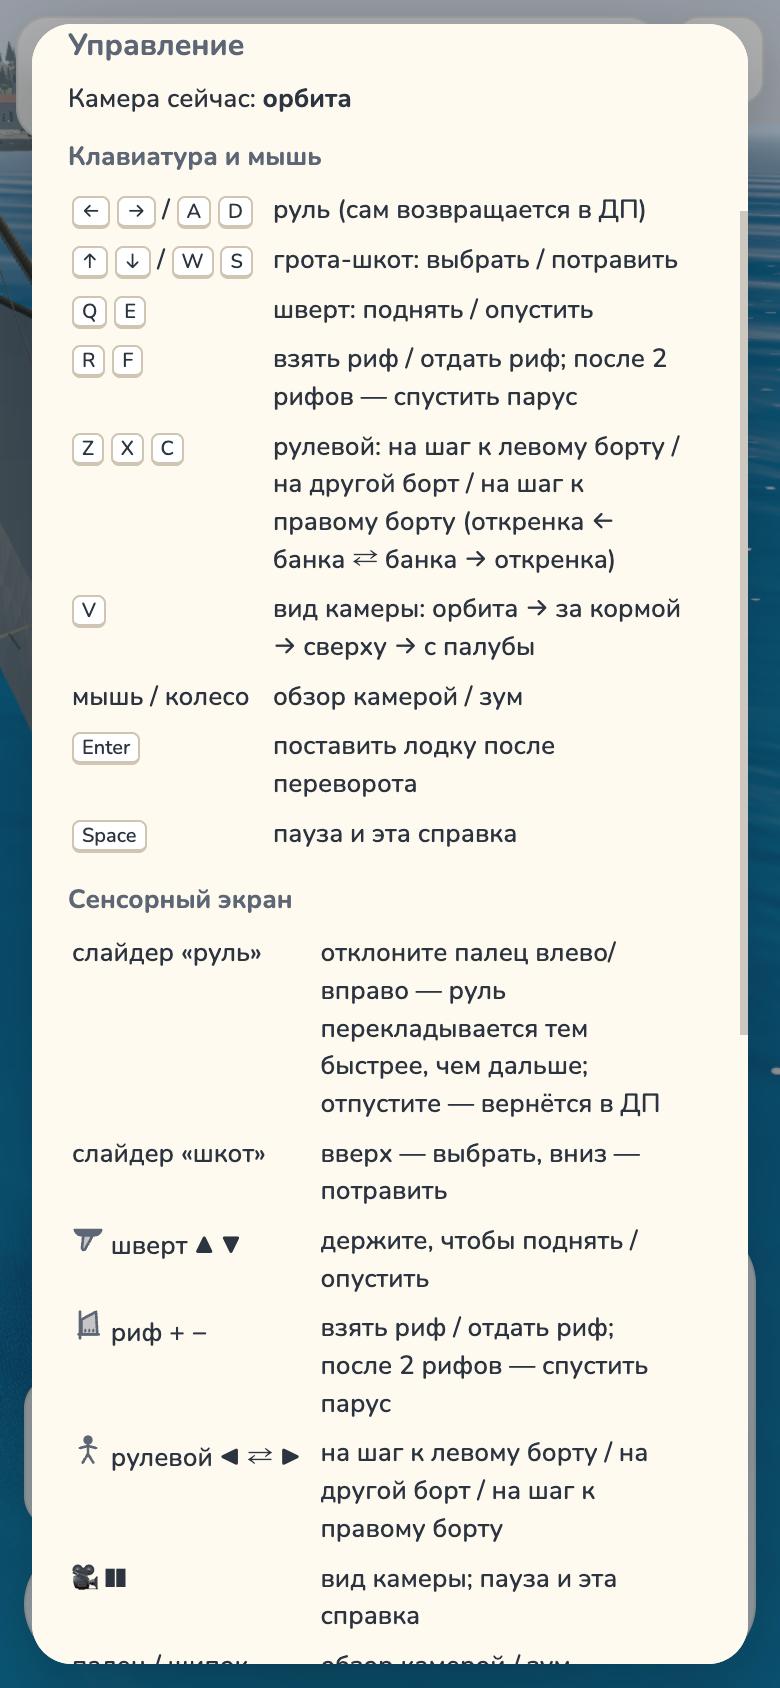 Управление
Камера сейчас: орбита
Клавиатура и мышь
← → / A D руль (сам возвращается в ДП)
↑ ↓ / W S грота-шкот: выбрать / потравить
Q E шверт: поднять / опустить
R F взять риф / отдать риф; после 2
рифов — спустить парус
Z X C рулевой: на шаг к левому борту /
на другой борт / на шаг к
правому борту (откренка ←
банка ⇄ банка → откренка)
V вид камеры: орбита → за кормой
→ сверху → с палубы
мышь / колесо обзор камерой / зум
Enter поставить лодку после
переворота
Space пауза и эта справка
Сенсорный экран
слайдер «руль» отклоните палец влево/
вправо — руль
перекладывается тем
быстрее, чем дальше;
отпустите — вернётся в ДП
слайдер «шкот» вверх — выбрать, вниз —
потравить
шверт ▲ ▼ держите, чтобы поднять /
опустить
риф + − взять риф / отдать риф;
после 2 рифов — спустить
парус
рулевой ◀ ⇄ ▶ на шаг к левому борту / на
другой борт / на шаг к
правому борту
вид камеры; пауза и эта
справка
палец / щипок обзор камерой / зум